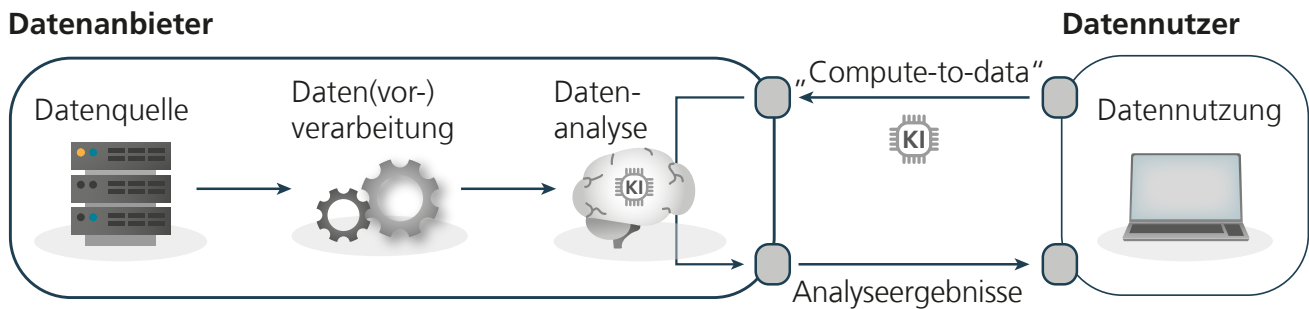 Datenanbieter
Datennutzer
Datenquelle
Daten(vor-)
verarbeitung
Daten-
analyse
KI
„Compute-to-data“
KI
Datennutzung
Analyseergebnisse